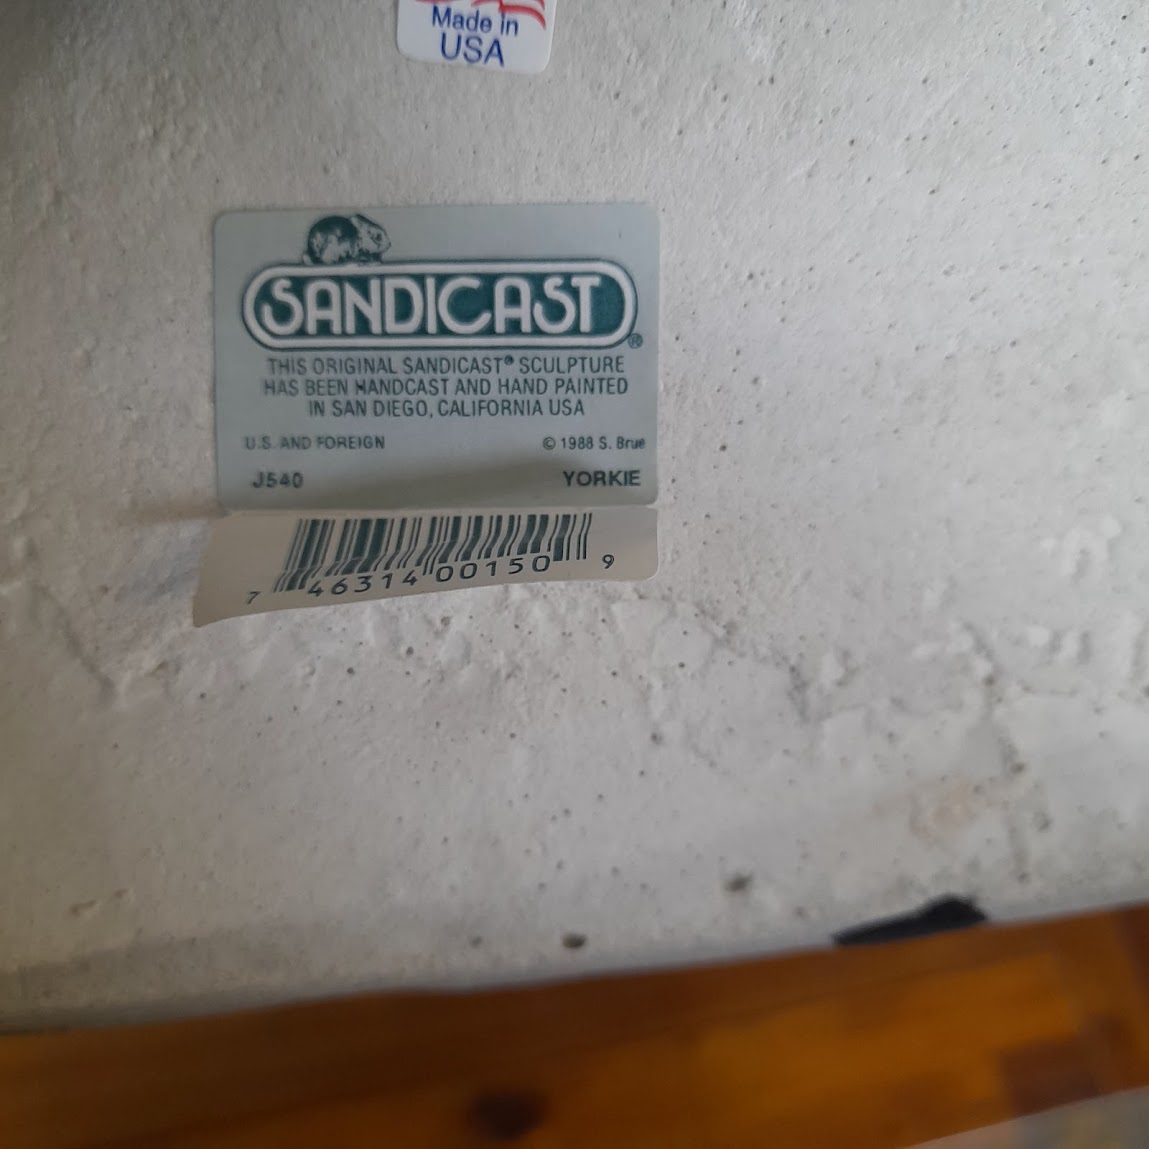 Made in
USA
SANDICAST®
THIS ORIGINAL SANDICAST® SCULPTURE
HAS BEEN HANDCAST AND HAND PAINTED
IN SAN DIEGO, CALIFORNIA USA
U.S. AND FOREIGN © 1988 S. Brue
J540 YORKIE
7 46314 00150 9